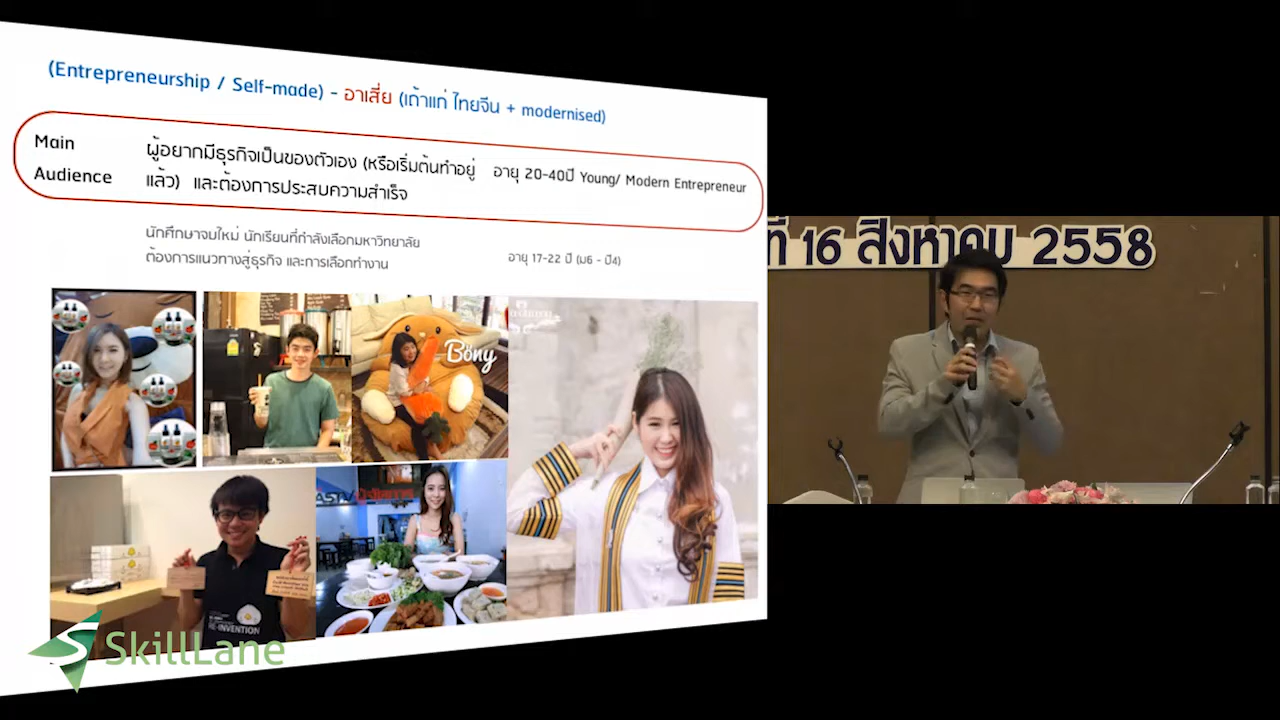 (Entrepreneurship / Self-made) - อาเสี่ย (เถ้าแก่ ไทยจีน + modernised)
Main Audience
ผู้อยากมีธุรกิจเป็นของตัวเอง (หรือเริ่มต้นทำอยู่
แล้ว) และต้องการประสบความสำเร็จ
อายุ 20-40ปี Young/ Modern Entrepreneur
นักศึกษาจบใหม่ นักเรียนที่กำลังเลือกมหาวิทยาลัย
ต้องการแนวทางสู่ธุรกิจ และการเลือกทำงาน
อายุ 17-22 ปี (ม6 - ปี4)
ที่ 16 สิงหาคม 2558
Bony
RE-INVENTION
SkillLane